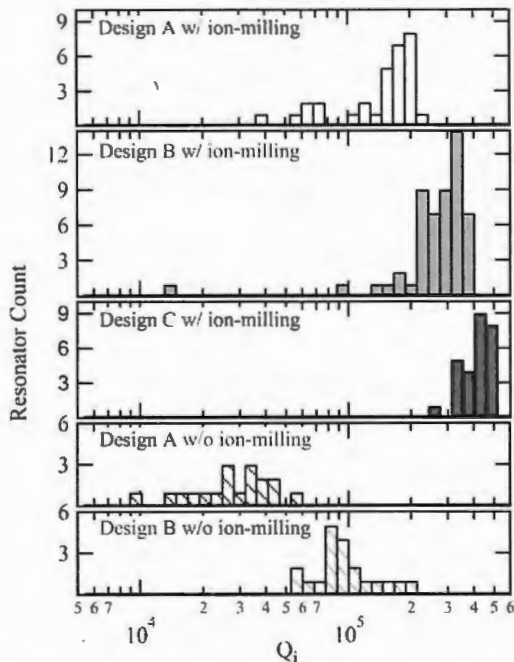 9
6
3
Design A w/ ion-milling
12
9
6
3
Design B w/ ion-milling
9
6
3
6
Design C w/ ion-milling
3
6
Design A w/o ion-milling
3
Design B w/o ion-milling
Resonator Count
5 6 7 2 3 4 5 6 7 2 3 4 5 6
10⁴ 10⁵
Qi